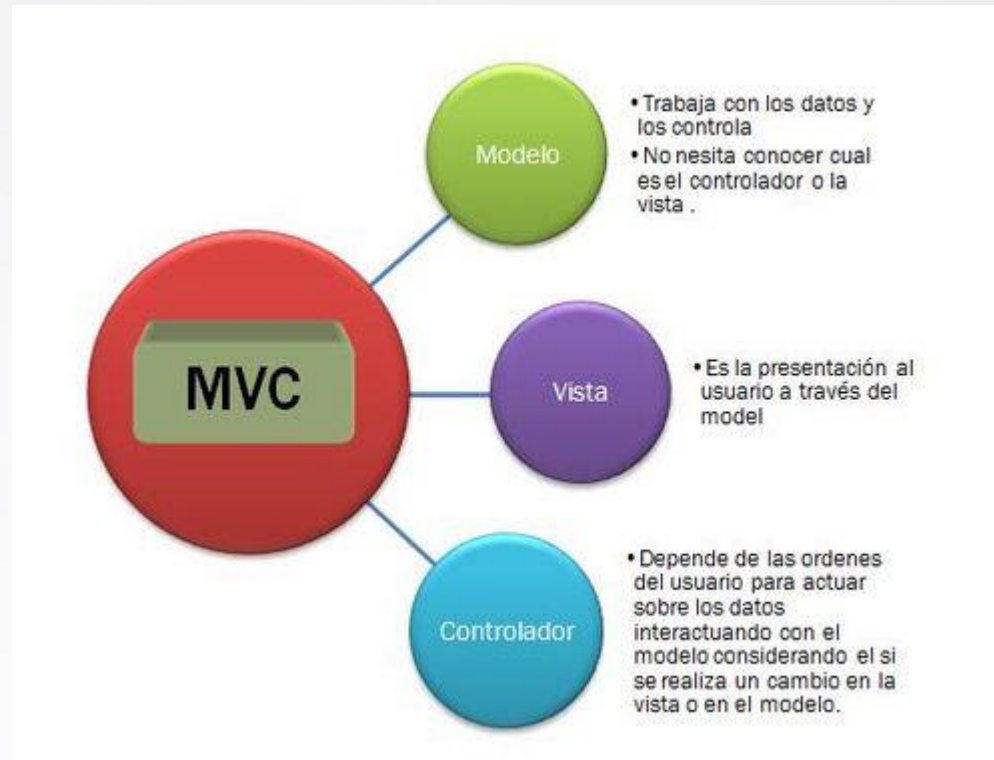 MVC
Modelo
• Trabaja con los datos y
los controla
• No nesita conocer cual
es el controlador o la
vista .
Vista
• Es la presentación al
usuario a través del
model
Controlador
• Depende de las ordenes
del usuario para actuar
sobre los datos
interactuando con el
modelo considerando el si
se realiza un cambio en la
vista o en el modelo.